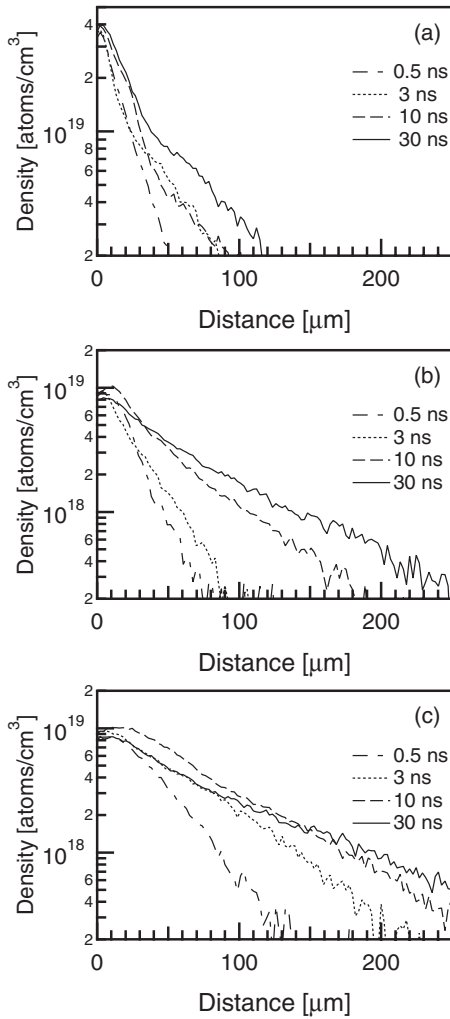 (a)
4
2
10^19
8
6
4
2
0.5 ns
3 ns
10 ns
30 ns
0 100 200
Density [atoms/cm^3]
Distance [μm]
(b)
2
10^19
6
4
2
10^18
6
4
2
0.5 ns
3 ns
10 ns
30 ns
0 100 200
Density [atoms/cm^3]
Distance [μm]
(c)
2
10^19
6
4
2
10^18
6
4
2
0.5 ns
3 ns
10 ns
30 ns
0 100 200
Density [atoms/cm^3]
Distance [μm]